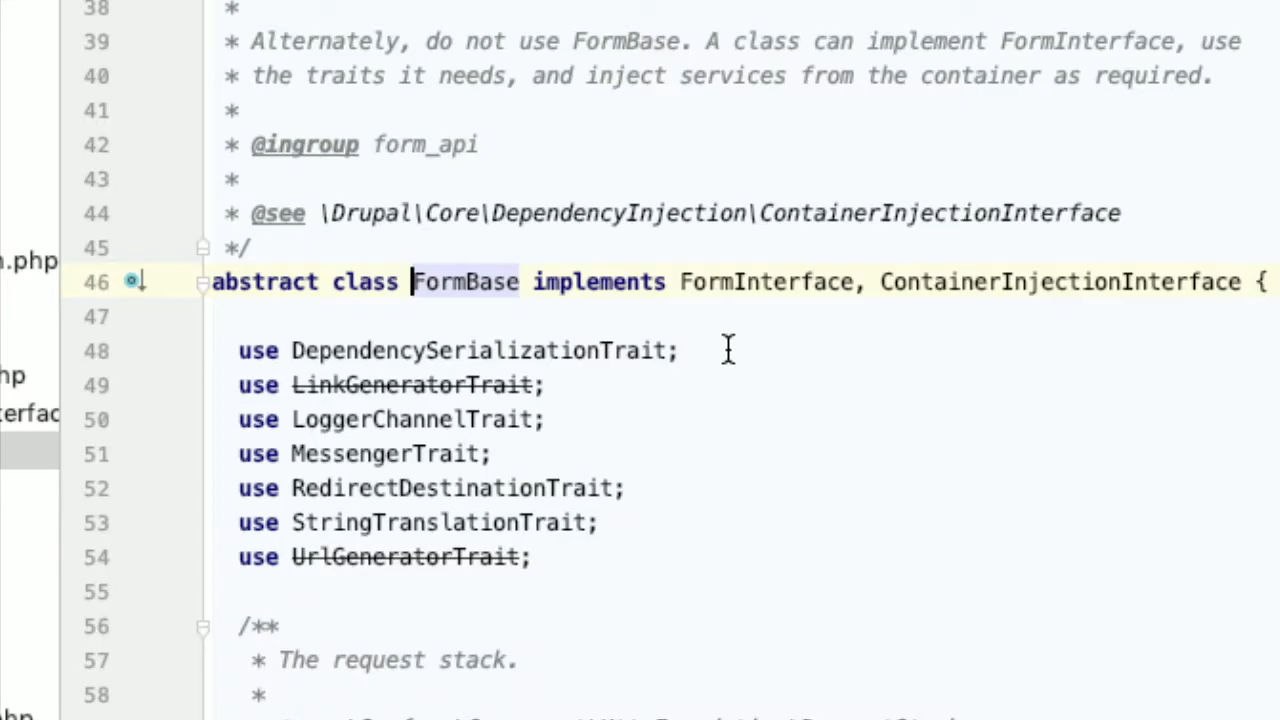 38 *
39 * Alternately, do not use FormBase. A class can implement FormInterface, use
40 * the traits it needs, and inject services from the container as required.
41 *
42 * @ingroup form_api
43 *
44 * @see \Drupal\Core\DependencyInjection\ContainerInjectionInterface
45 */
n.php
46 abstract class FormBase implements FormInterface, ContainerInjectionInterface {
47
48 use DependencySerializationTrait;
hp
49 use LinkGeneratorTrait;
terfac
50 use LoggerChannelTrait;
51 use MessengerTrait;
52 use RedirectDestinationTrait;
53 use StringTranslationTrait;
54 use UrlGeneratorTrait;
55
56 /**
57 * The request stack.
58 *